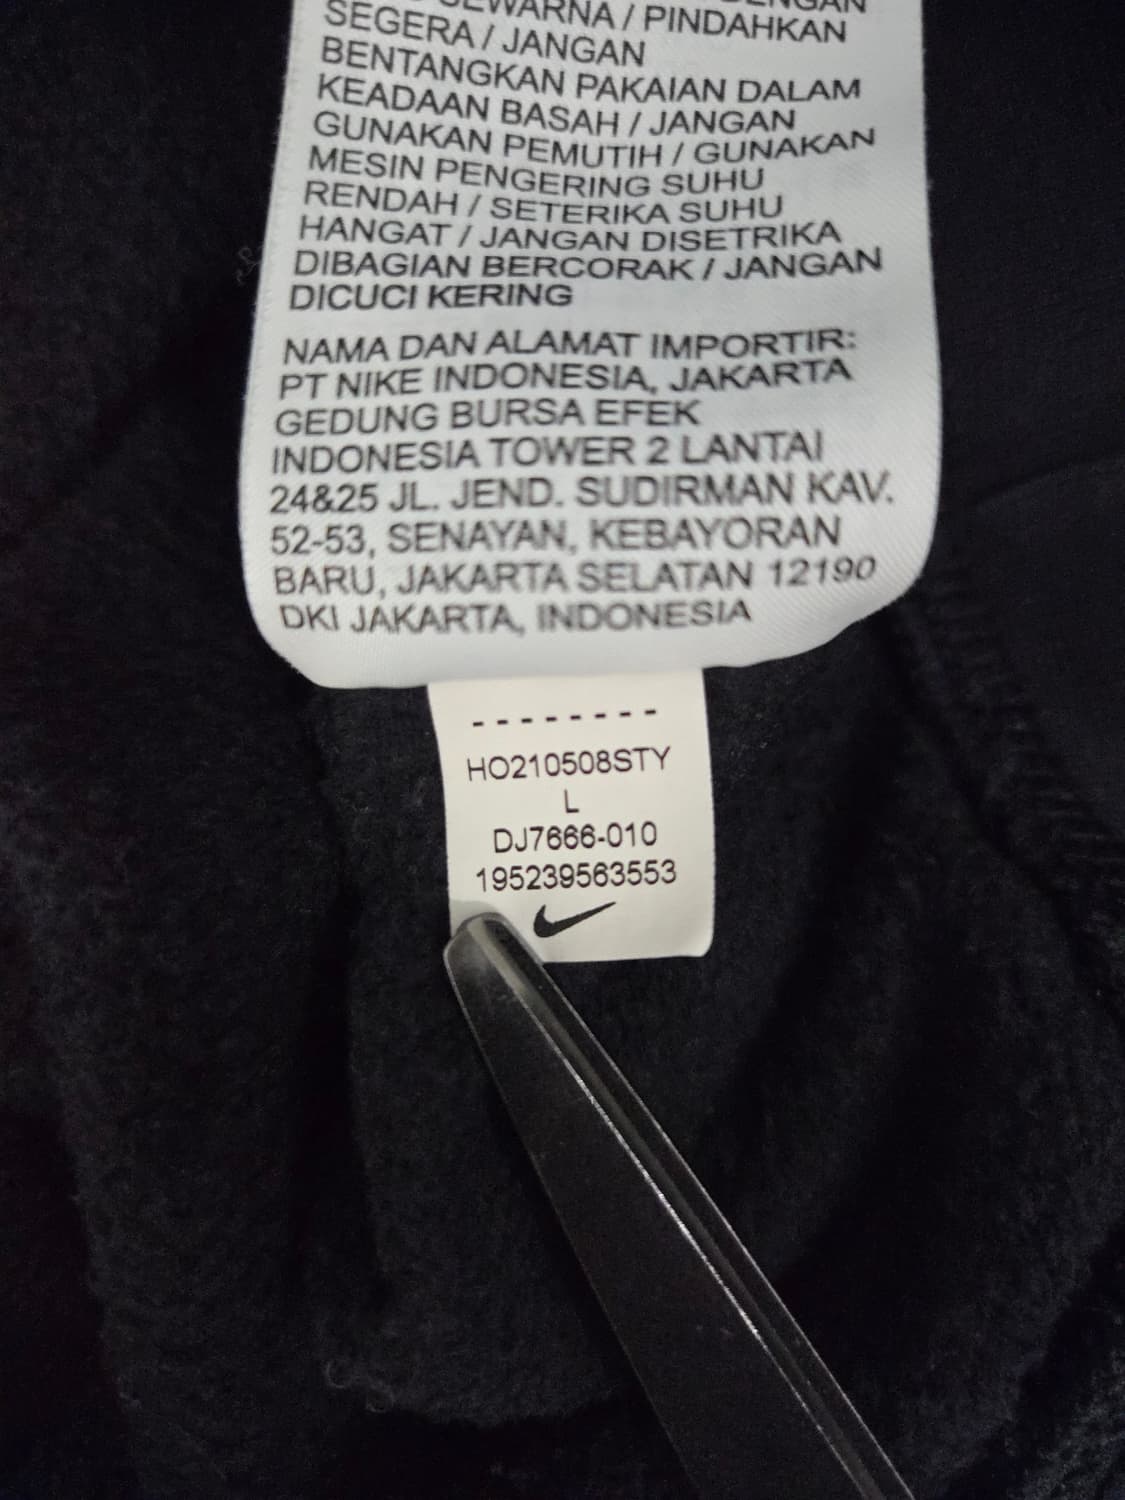 SEWARNA / PINDAHKAN
SEGERA / JANGAN
BENTANGKAN PAKAIAN DALAM
KEADAAN BASAH / JANGAN
GUNAKAN PEMUTIH / GUNAKAN
MESIN PENGERING SUHU
RENDAH / SETERIKA SUHU
HANGAT / JANGAN DISETRIKA
DIBAGIAN BERCORAK / JANGAN
DICUCI KERING
NAMA DAN ALAMAT IMPORTIR:
PT NIKE INDONESIA, JAKARTA
GEDUNG BURSA EFEK
INDONESIA TOWER 2 LANTAI
24&25 JL. JEND. SUDIRMAN KAV.
52-53, SENAYAN, KEBAYORAN
BARU, JAKARTA SELATAN 12190
DKI JAKARTA, INDONESIA
--------
HO210508STY
L
DJ7666-010
195239563553